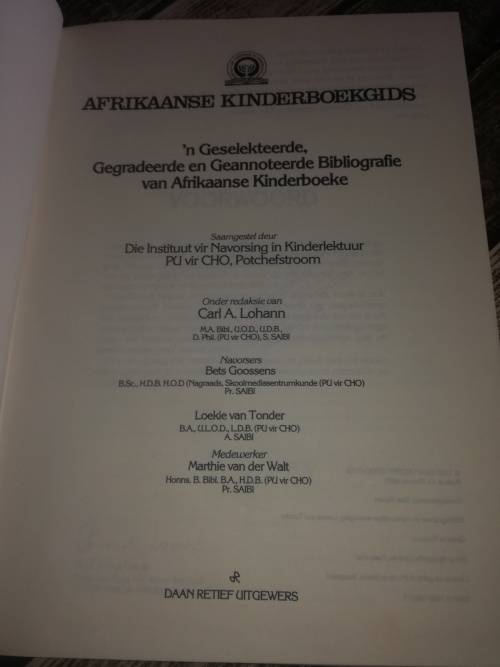 AFRIKAANSE KINDERBOEKGIDS
'n Geselekteerde,
Gegradeerde en Geannoteerde Bibliografie
van Afrikaanse Kinderboeke
Saamgestel deur
Die Instituut vir Navorsing in Kinderlektuur
PU vir CHO, Potchefstroom
Onder redaksie van
Carl A. Lohann
M.A. Bibl., U.O.D., U.D.B.,
D. Phil. (PU vir CHO), S. SAIBI
Navorsers
Bets Goossens
B.Sc., H.D.B. H.O.D (Nagraads, Skoolmediasentrumkunde (PU vir CHO)
Pr. SAIBI
Loekie van Tonder
B.A., U.L.O.D., L.D.B. (PU vir CHO)
A. SAIBI
Medewerker
Marthie van der Walt
Honns. B. Bibl. B.A., H.D.B. (PU vir CHO)
Pr. SAIBI
DAAN RETIEF UITGEWERS